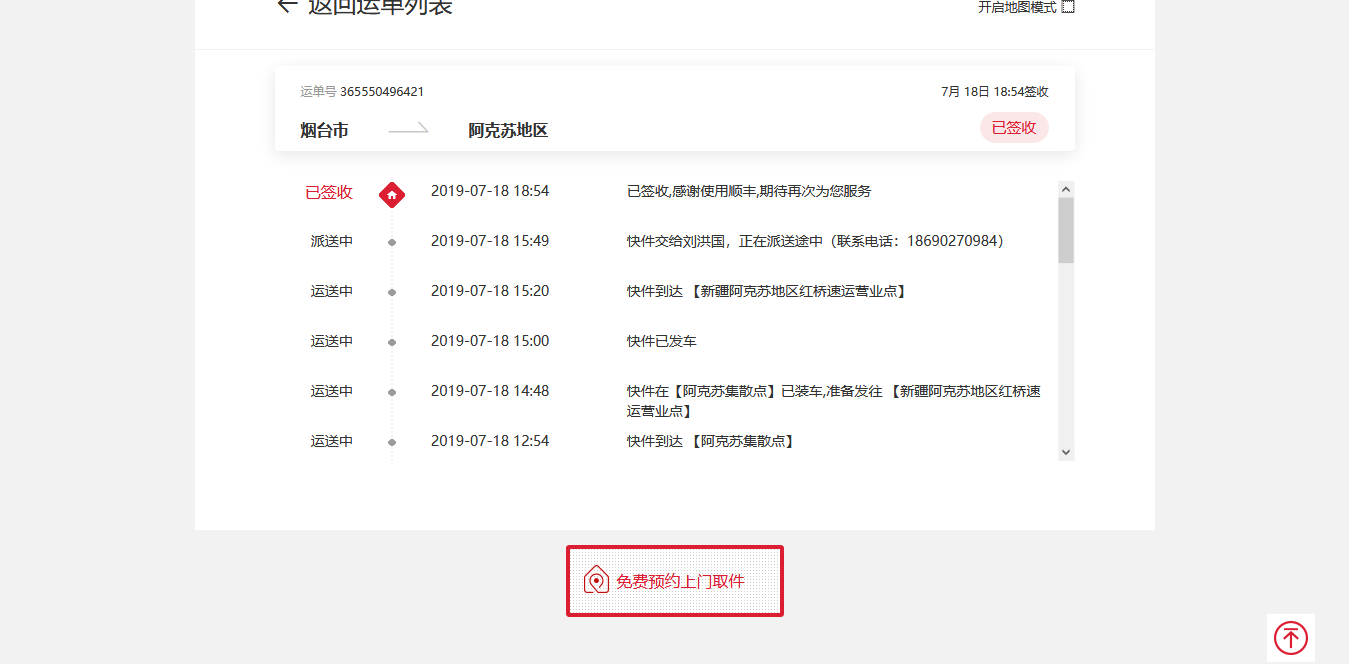 返回运单列表
开启地图模式
运单号 365550496421
7月 18日 18:54签收
烟台市
阿克苏地区
已签收
已签收 2019-07-18 18:54 已签收,感谢使用顺丰,期待再次为您服务
派送中 2019-07-18 15:49 快件交给刘洪国，正在派送途中（联系电话：18690270984）
运送中 2019-07-18 15:20 快件到达 【新疆阿克苏地区红桥速运营业点】
运送中 2019-07-18 15:00 快件已发车
运送中 2019-07-18 14:48 快件在【阿克苏集散点】已装车,准备发往 【新疆阿克苏地区红桥速
运营业点】
运送中 2019-07-18 12:54 快件到达 【阿克苏集散点】
免费预约上门取件